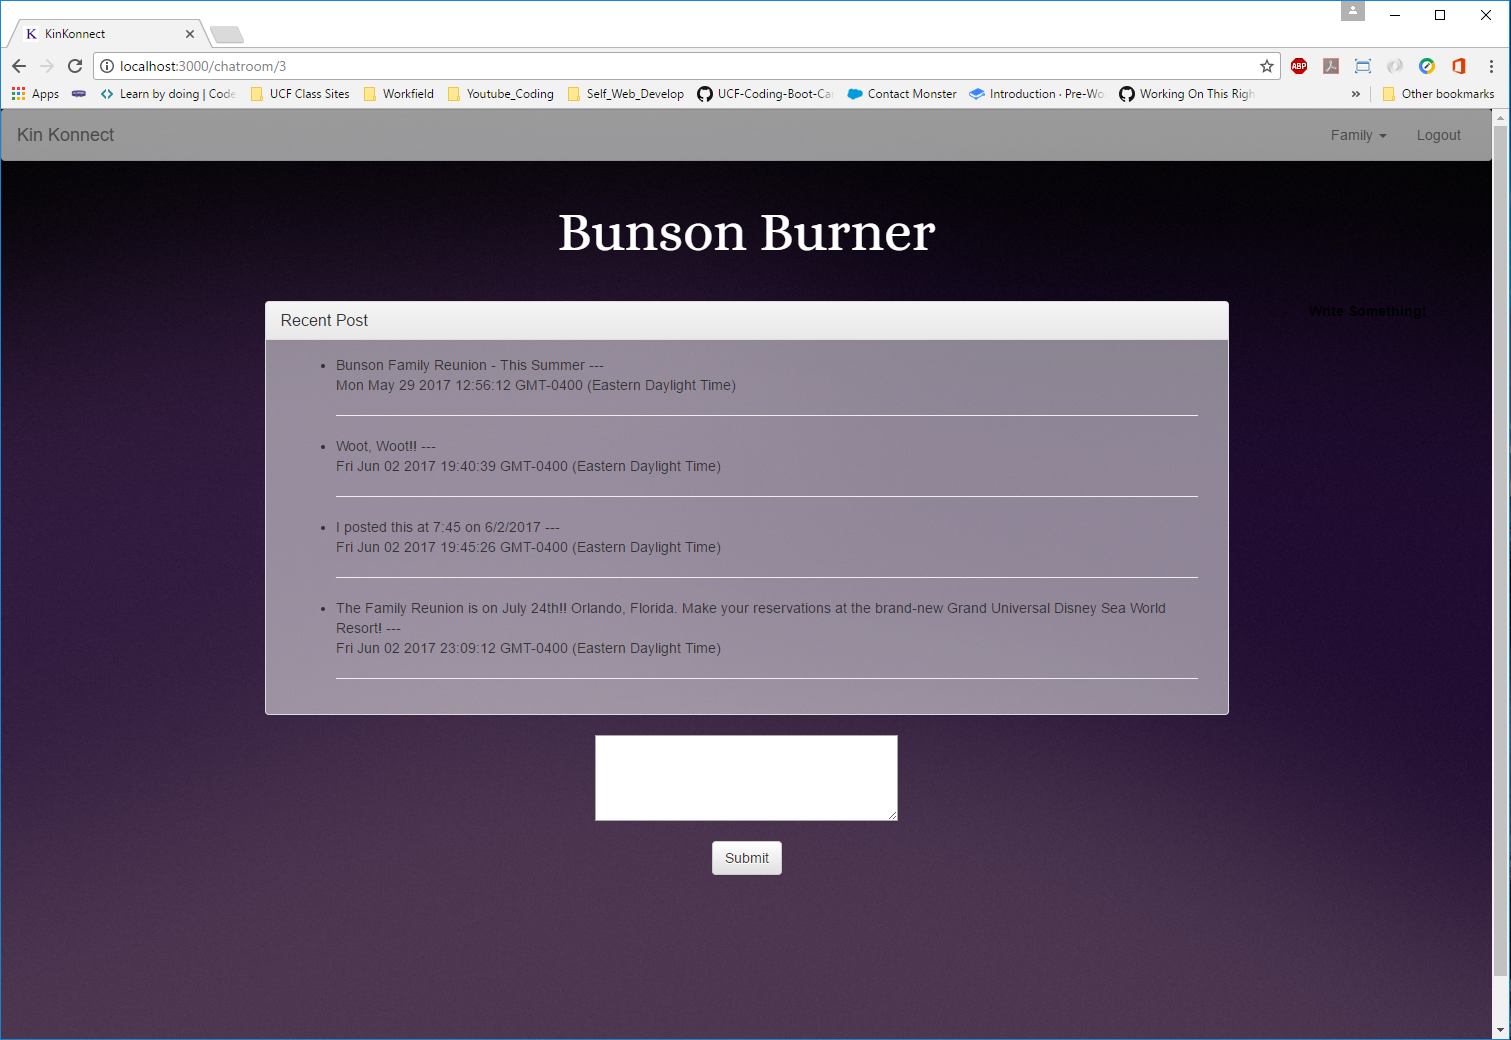 KinKonnect
localhost:3000/chatroom/3
ABP
Apps
Learn by doing | Code
UCF Class Sites
Workfield
Youtube_Coding
Self_Web_Develop
UCF-Coding-Boot-Ca
Contact Monster
Introduction · Pre-Wo
Working On This Righ
Other bookmarks
Kin Konnect
Family
Logout
Bunson Burner
Recent Post
Write Something!
Bunson Family Reunion - This Summer ---
Mon May 29 2017 12:56:12 GMT-0400 (Eastern Daylight Time)
Woot, Woot!! ---
Fri Jun 02 2017 19:40:39 GMT-0400 (Eastern Daylight Time)
I posted this at 7:45 on 6/2/2017 ---
Fri Jun 02 2017 19:45:26 GMT-0400 (Eastern Daylight Time)
The Family Reunion is on July 24th!! Orlando, Florida. Make your reservations at the brand-new Grand Universal Disney Sea World
Resort! ---
Fri Jun 02 2017 23:09:12 GMT-0400 (Eastern Daylight Time)
Submit